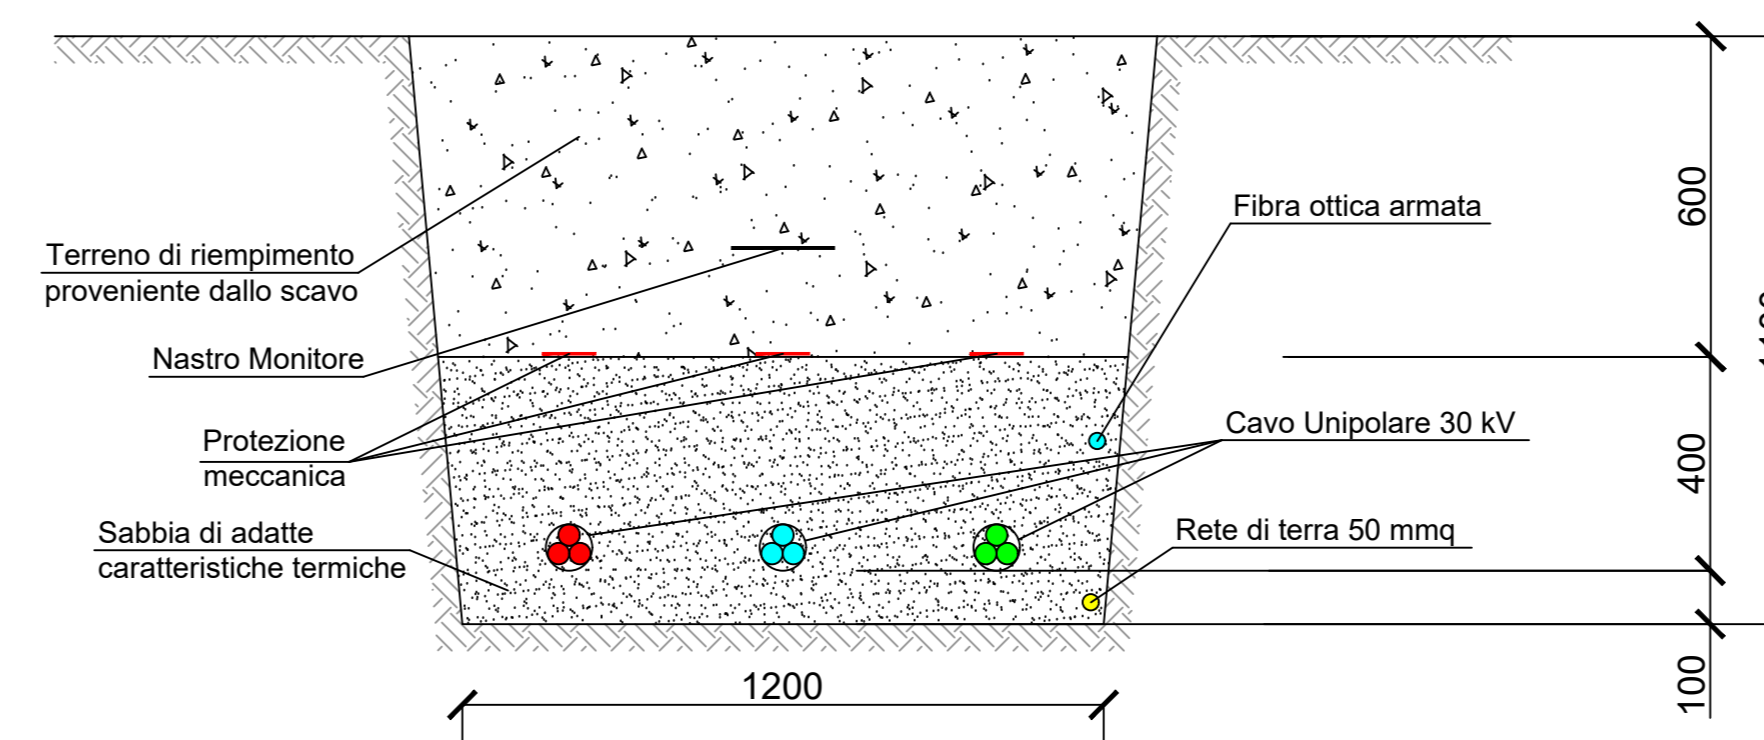 Terreno di riempimento
proveniente dallo scavo
Nastro Monitore
Protezione
meccanica
Sabbia di adatte
caratteristiche termiche
Fibra ottica armata
Cavo Unipolare 30 kV
Rete di terra 50 mmq
600
400
100
1200